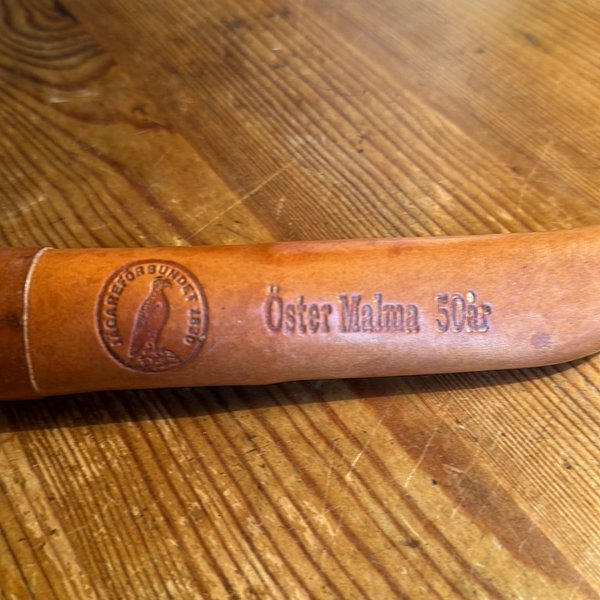 JÄGAREFÖRBUNDET 1830
Öster Malma 50år